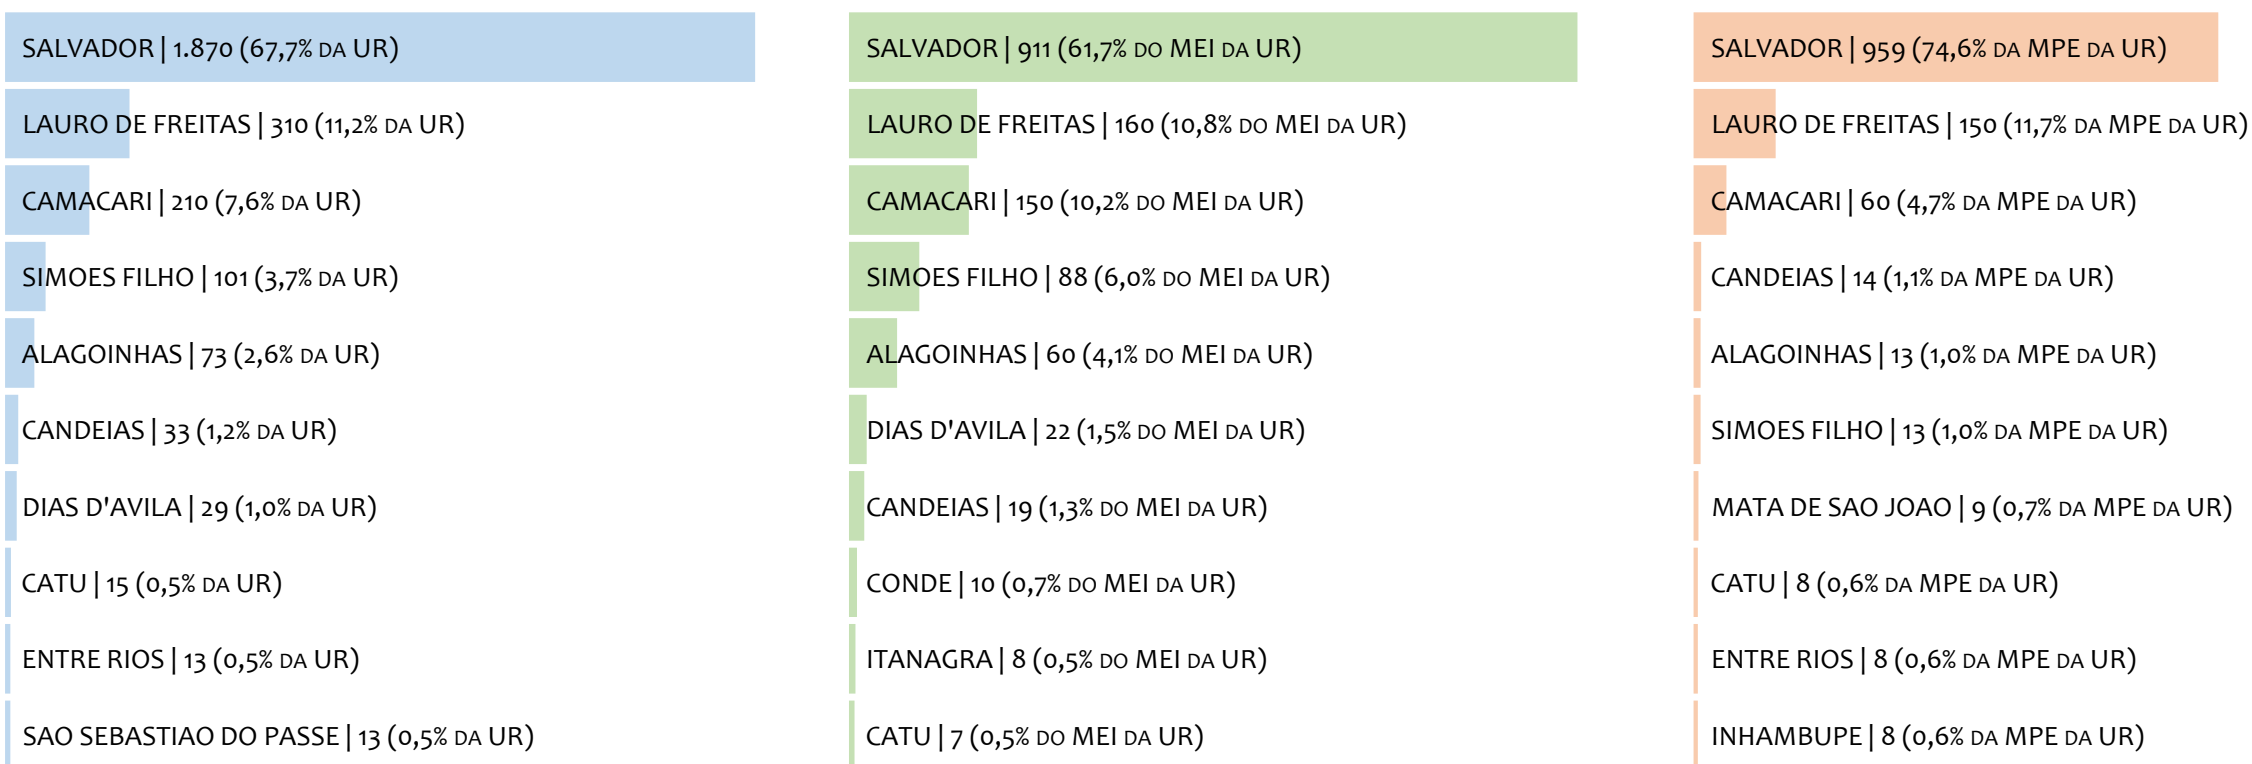 SALVADOR | 1.870 (67,7% DA UR)
LAURO DE FREITAS | 310 (11,2% DA UR)
CAMACARI | 210 (7,6% DA UR)
SIMOES FILHO | 101 (3,7% DA UR)
ALAGOINHAS | 73 (2,6% DA UR)
CANDEIAS | 33 (1,2% DA UR)
DIAS D'AVILA | 29 (1,0% DA UR)
CATU | 15 (0,5% DA UR)
ENTRE RIOS | 13 (0,5% DA UR)
SAO SEBASTIAO DO PASSE | 13 (0,5% DA UR)
SALVADOR | 911 (61,7% DO MEI DA UR)
LAURO DE FREITAS | 160 (10,8% DO MEI DA UR)
CAMACARI | 150 (10,2% DO MEI DA UR)
SIMOES FILHO | 88 (6,0% DO MEI DA UR)
ALAGOINHAS | 60 (4,1% DO MEI DA UR)
DIAS D'AVILA | 22 (1,5% DO MEI DA UR)
CANDEIAS | 19 (1,3% DO MEI DA UR)
CONDE | 10 (0,7% DO MEI DA UR)
ITANAGRA | 8 (0,5% DO MEI DA UR)
CATU | 7 (0,5% DO MEI DA UR)
SALVADOR | 959 (74,6% DA MPE DA UR)
LAURO DE FREITAS | 150 (11,7% DA MPE DA UR)
CAMACARI | 60 (4,7% DA MPE DA UR)
CANDEIAS | 14 (1,1% DA MPE DA UR)
ALAGOINHAS | 13 (1,0% DA MPE DA UR)
SIMOES FILHO | 13 (1,0% DA MPE DA UR)
MATA DE SAO JOAO | 9 (0,7% DA MPE DA UR)
CATU | 8 (0,6% DA MPE DA UR)
ENTRE RIOS | 8 (0,6% DA MPE DA UR)
INHAMBUPE | 8 (0,6% DA MPE DA UR)